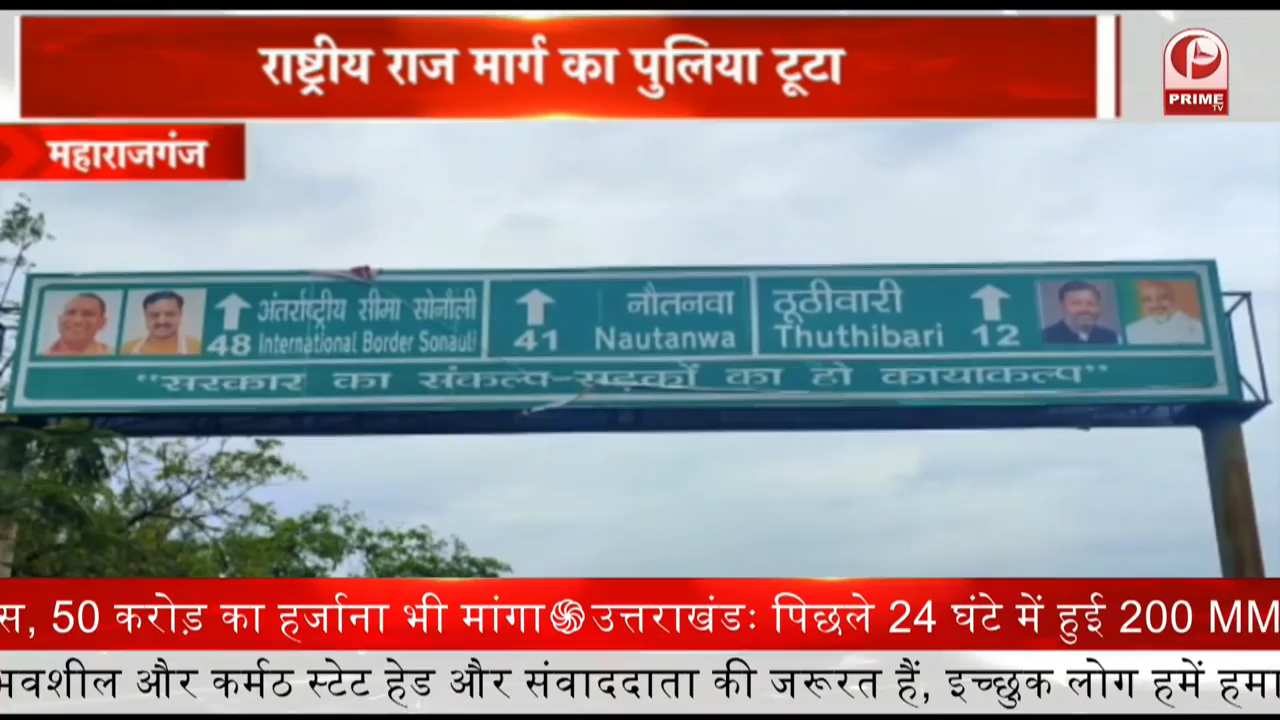 राष्ट्रीय राज मार्ग का पुलिया टूटा
PRIME
TV
महाराजगंज
अंतर्राष्ट्रीय सीमा सोनौली
48 International Border Sonauli
नौतनवा
41 Nautanwa
ठूठीवारी
Thuthibari 12
"सरकार का संकल्प-सड़कों का हो कायाकल्प"
स, 50 करोड़ का हर्जाना भी मांगा उत्तराखंडः पिछले 24 घंटे में हुई 200 MM
भवशील और कर्मठ स्टेट हेड और संवाददाता की जरूरत हैं, इच्छुक लोग हमें हमा